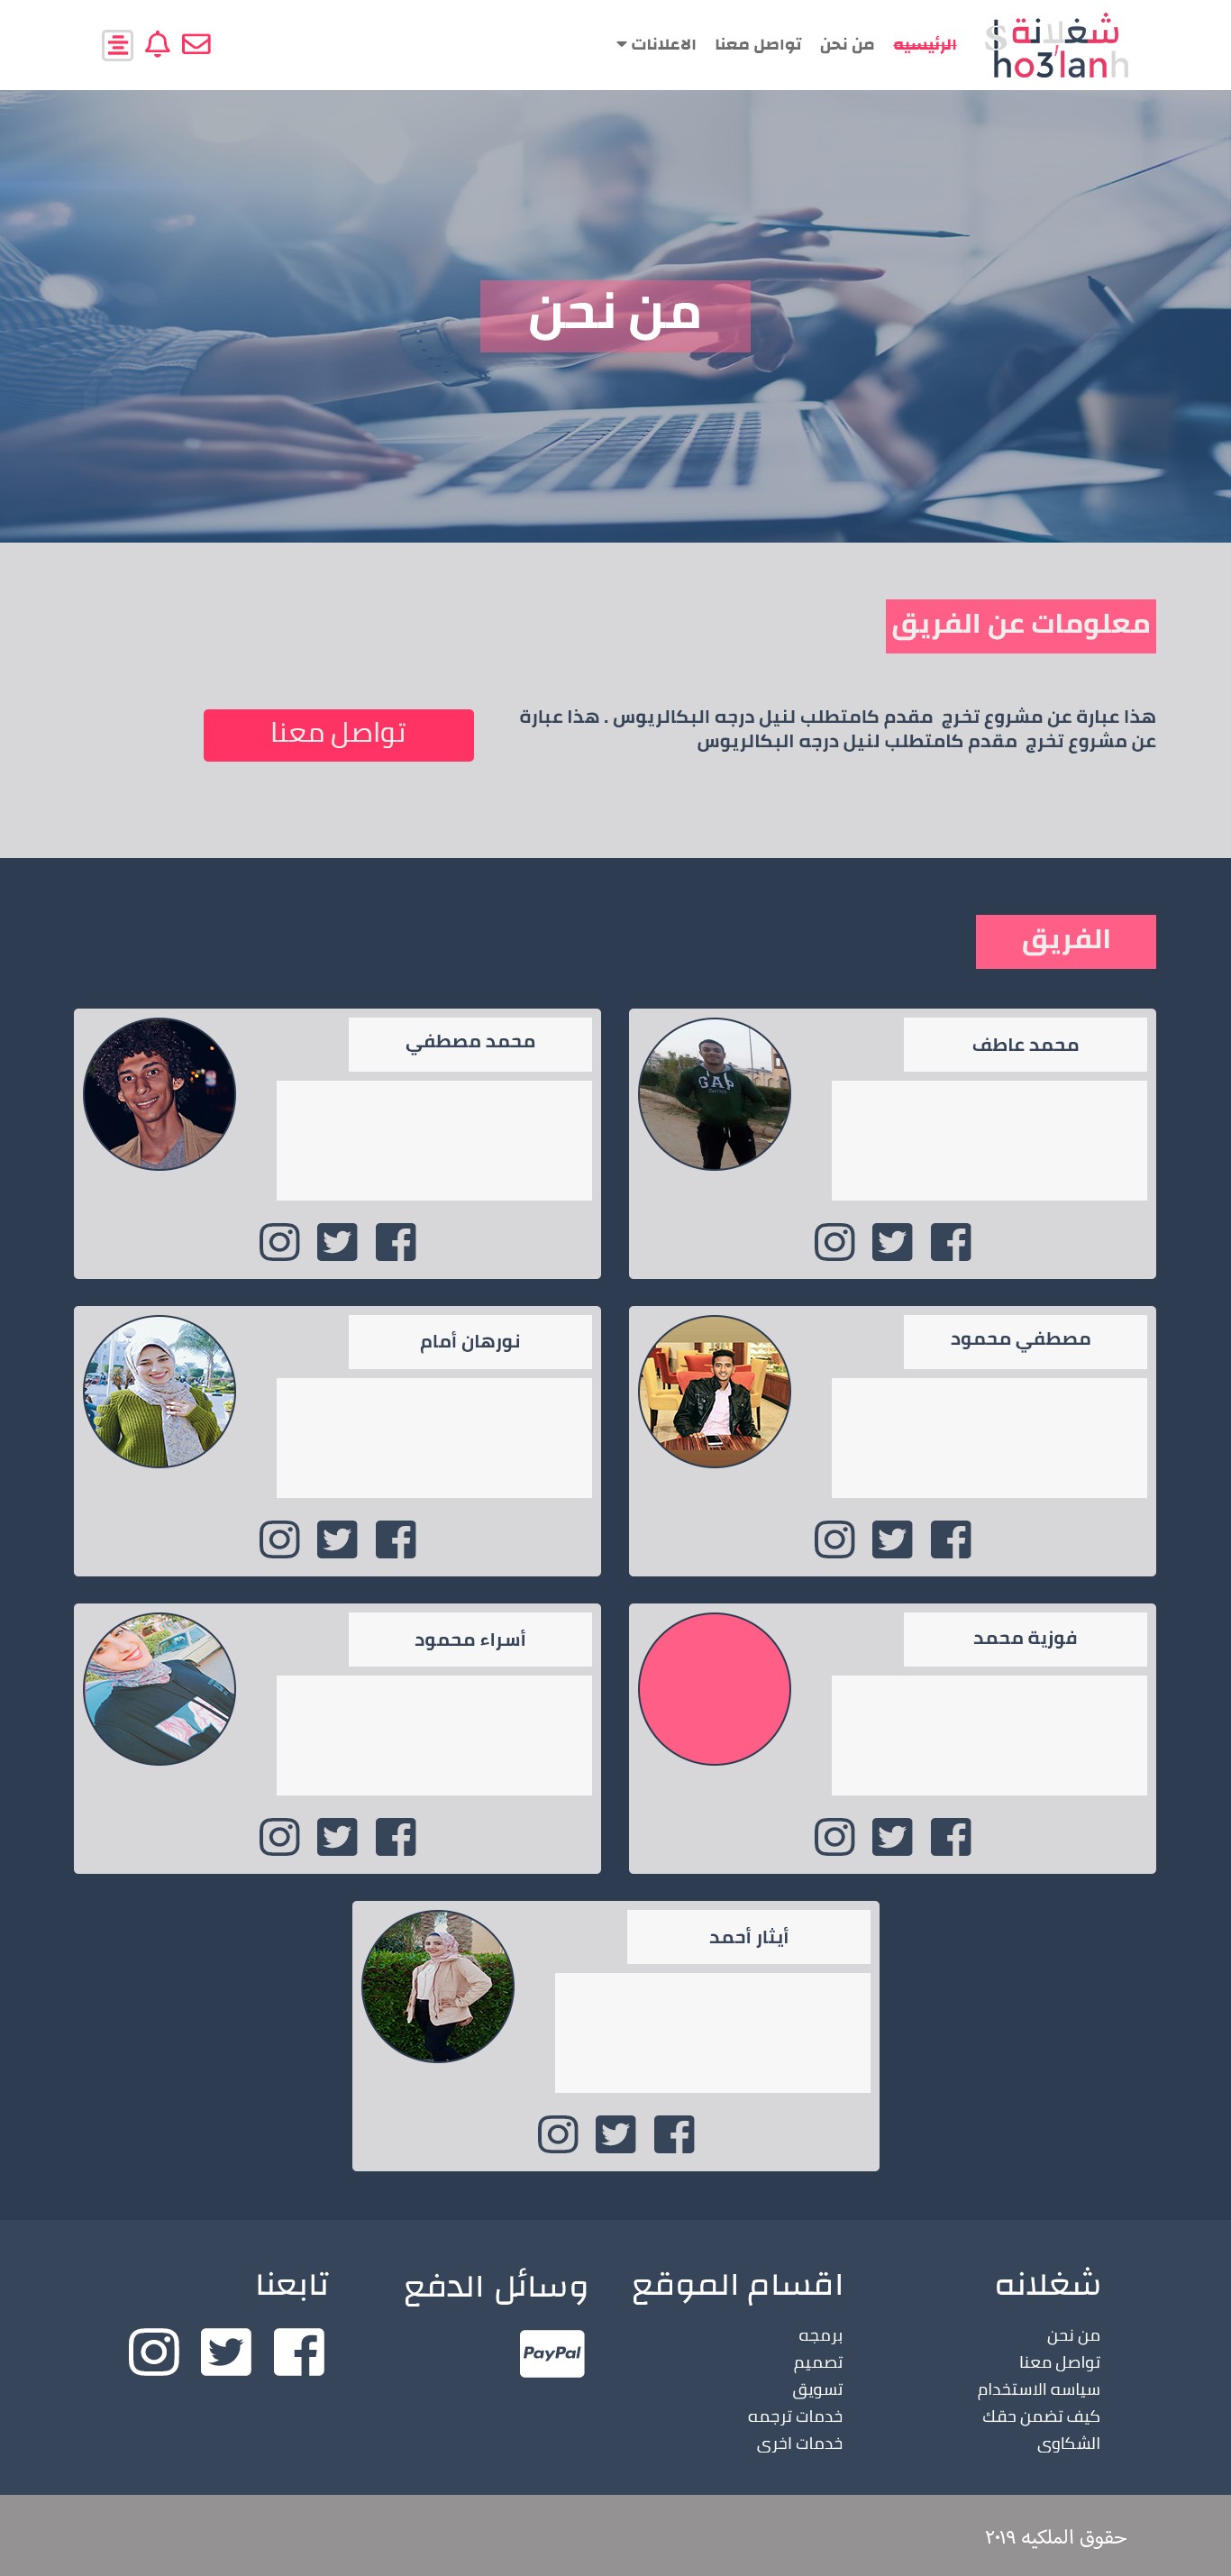 شغلانة
Sho3'lanh
الرئيسيه
من نحن
تواصل معنا
الاعلانات
من نحن
معلومات عن الفريق
هذا عبارة عن مشروع تخرج مقدم كامتطلب لنيل درجه البكالريوس . هذا عبارة
عن مشروع تخرج مقدم كامتطلب لنيل درجه البكالريوس
تواصل معنا
الفريق
محمد عاطف
GAP
محمد مصطفي
مصطفي محمود
نورهان أمام
فوزية محمد
أسراء محمود
أيثار أحمد
شغلانه
من نحن
تواصل معنا
سياسه الاستخدام
كيف تضمن حقك
الشكاوى
اقسام الموقع
برمجه
تصميم
تسويق
خدمات ترجمه
خدمات اخرى
وسائل الدفع
PayPal
تابعنا
حقوق الملكيه ٢٠١٩